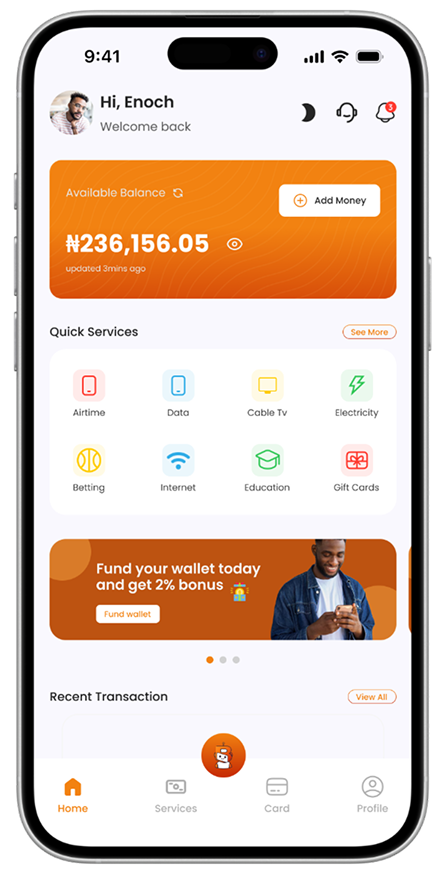 9:41
Hi, Enoch
3
Welcome back
Available Balance
Add Money
₦236,156.05
updated 3mins ago
Quick Services
See More
Airtime
Data
Cable Tv
Electricity
Betting
Internet
Education
Gift Cards
Fund your wallet today
and get 2% bonus
Fund wallet
Recent Transaction
View All
Home
Services
Card
Profile